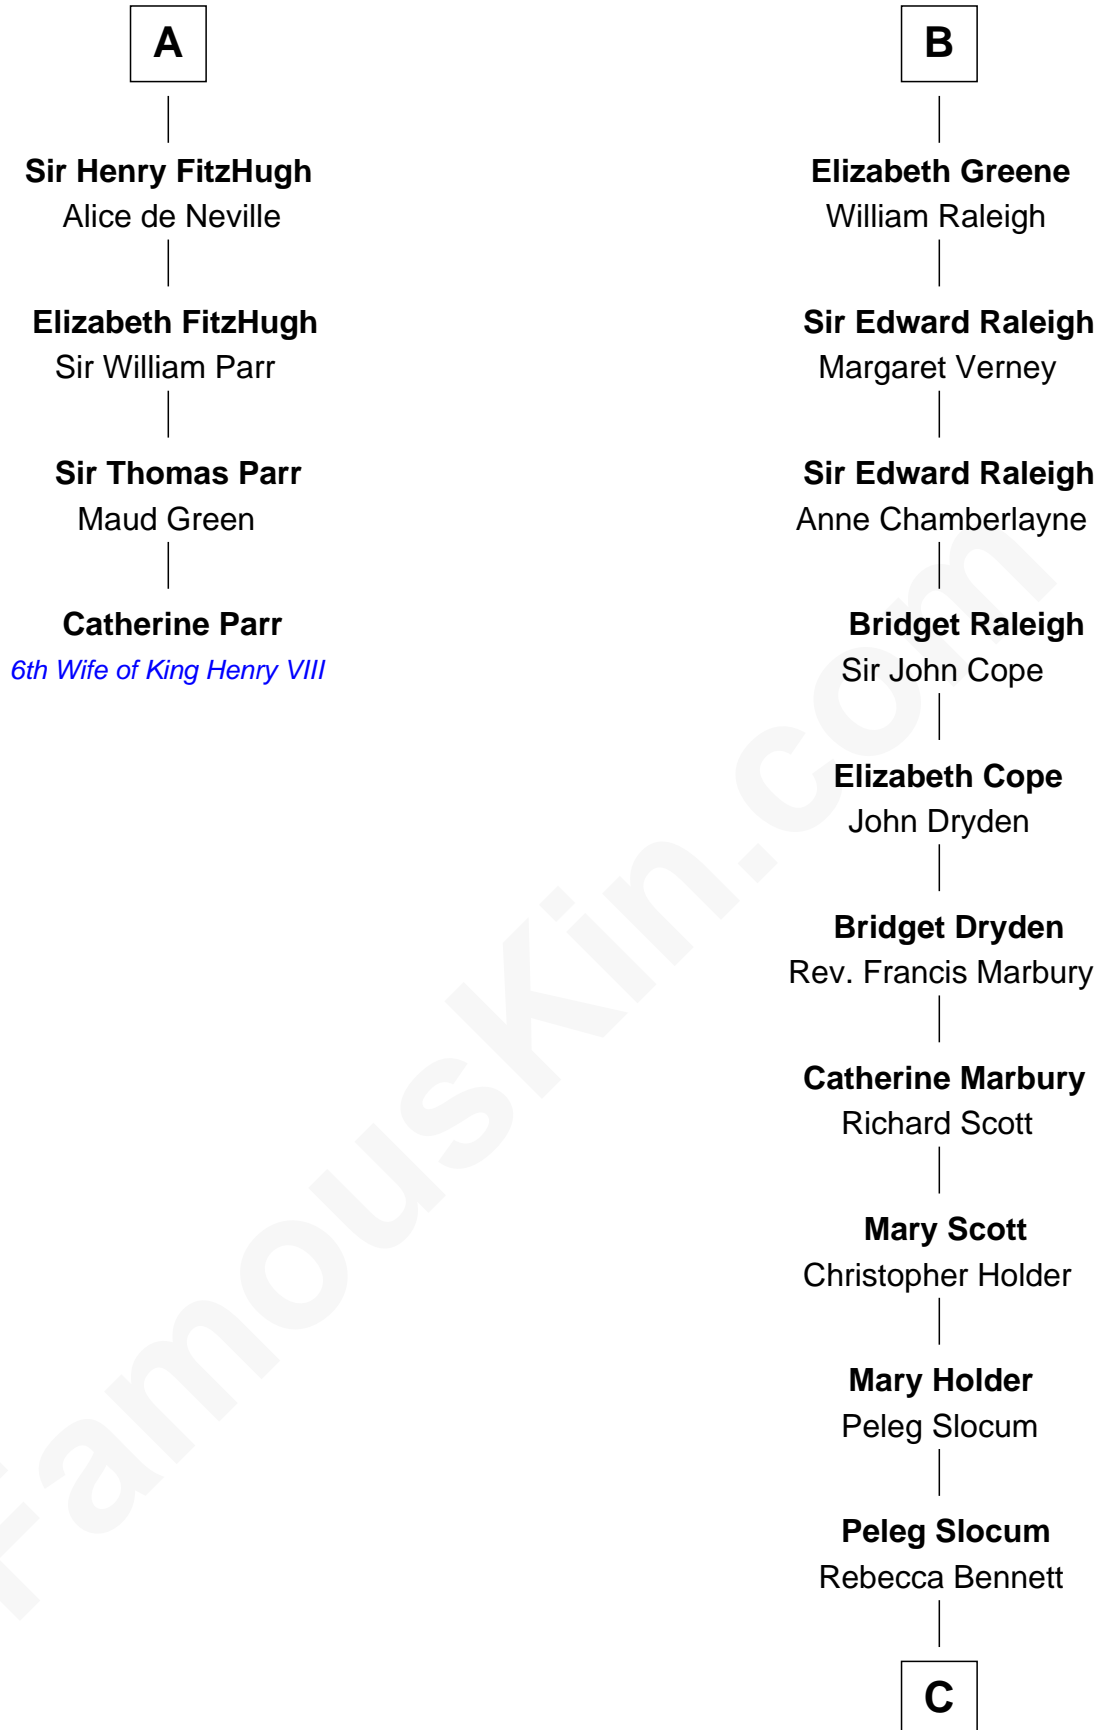 A
Sir Henry FitzHugh
Alice de Neville
Elizabeth FitzHugh
Sir William Parr
Sir Thomas Parr
Maud Green
Catherine Parr
6th Wife of King Henry VIII
B
Elizabeth Greene
William Raleigh
Sir Edward Raleigh
Margaret Verney
Sir Edward Raleigh
Anne Chamberlayne
Bridget Raleigh
Sir John Cope
Elizabeth Cope
John Dryden
Bridget Dryden
Rev. Francis Marbury
Catherine Marbury
Richard Scott
Mary Scott
Christopher Holder
Mary Holder
Peleg Slocum
Peleg Slocum
Rebecca Bennett
C
FamousKin.com